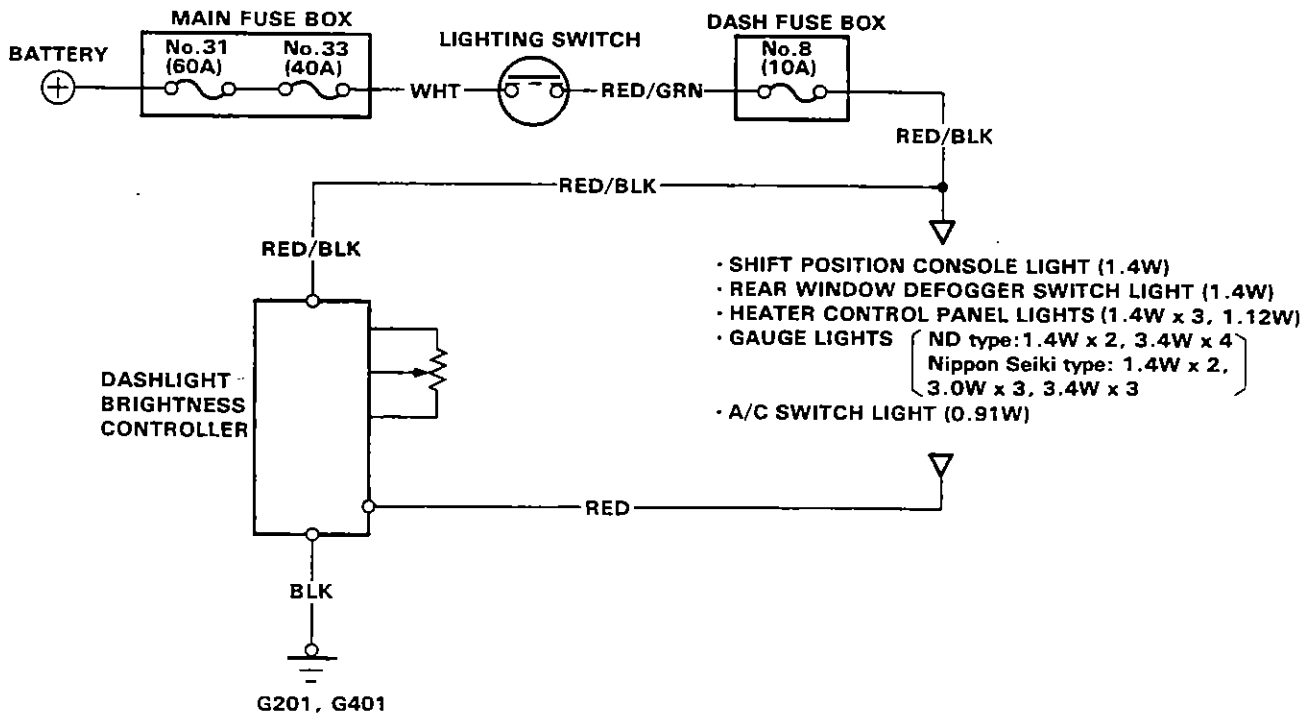 MAIN FUSE BOX
DASH FUSE BOX
BATTERY
No.31
(60A)
No.33
(40A)
LIGHTING SWITCH
No.8
(10A)
WHT
RED/GRN
RED/BLK
RED/BLK
RED/BLK
· SHIFT POSITION CONSOLE LIGHT (1.4W)
· REAR WINDOW DEFOGGER SWITCH LIGHT (1.4W)
· HEATER CONTROL PANEL LIGHTS (1.4W x 3, 1.12W)
· GAUGE LIGHTS ND type: 1.4W x 2, 3.4W x 4
Nippon Seiki type: 1.4W x 2,
3.0W x 3, 3.4W x 3
· A/C SWITCH LIGHT (0.91W)
DASHLIGHT
BRIGHTNESS
CONTROLLER
RED
BLK
G201, G401